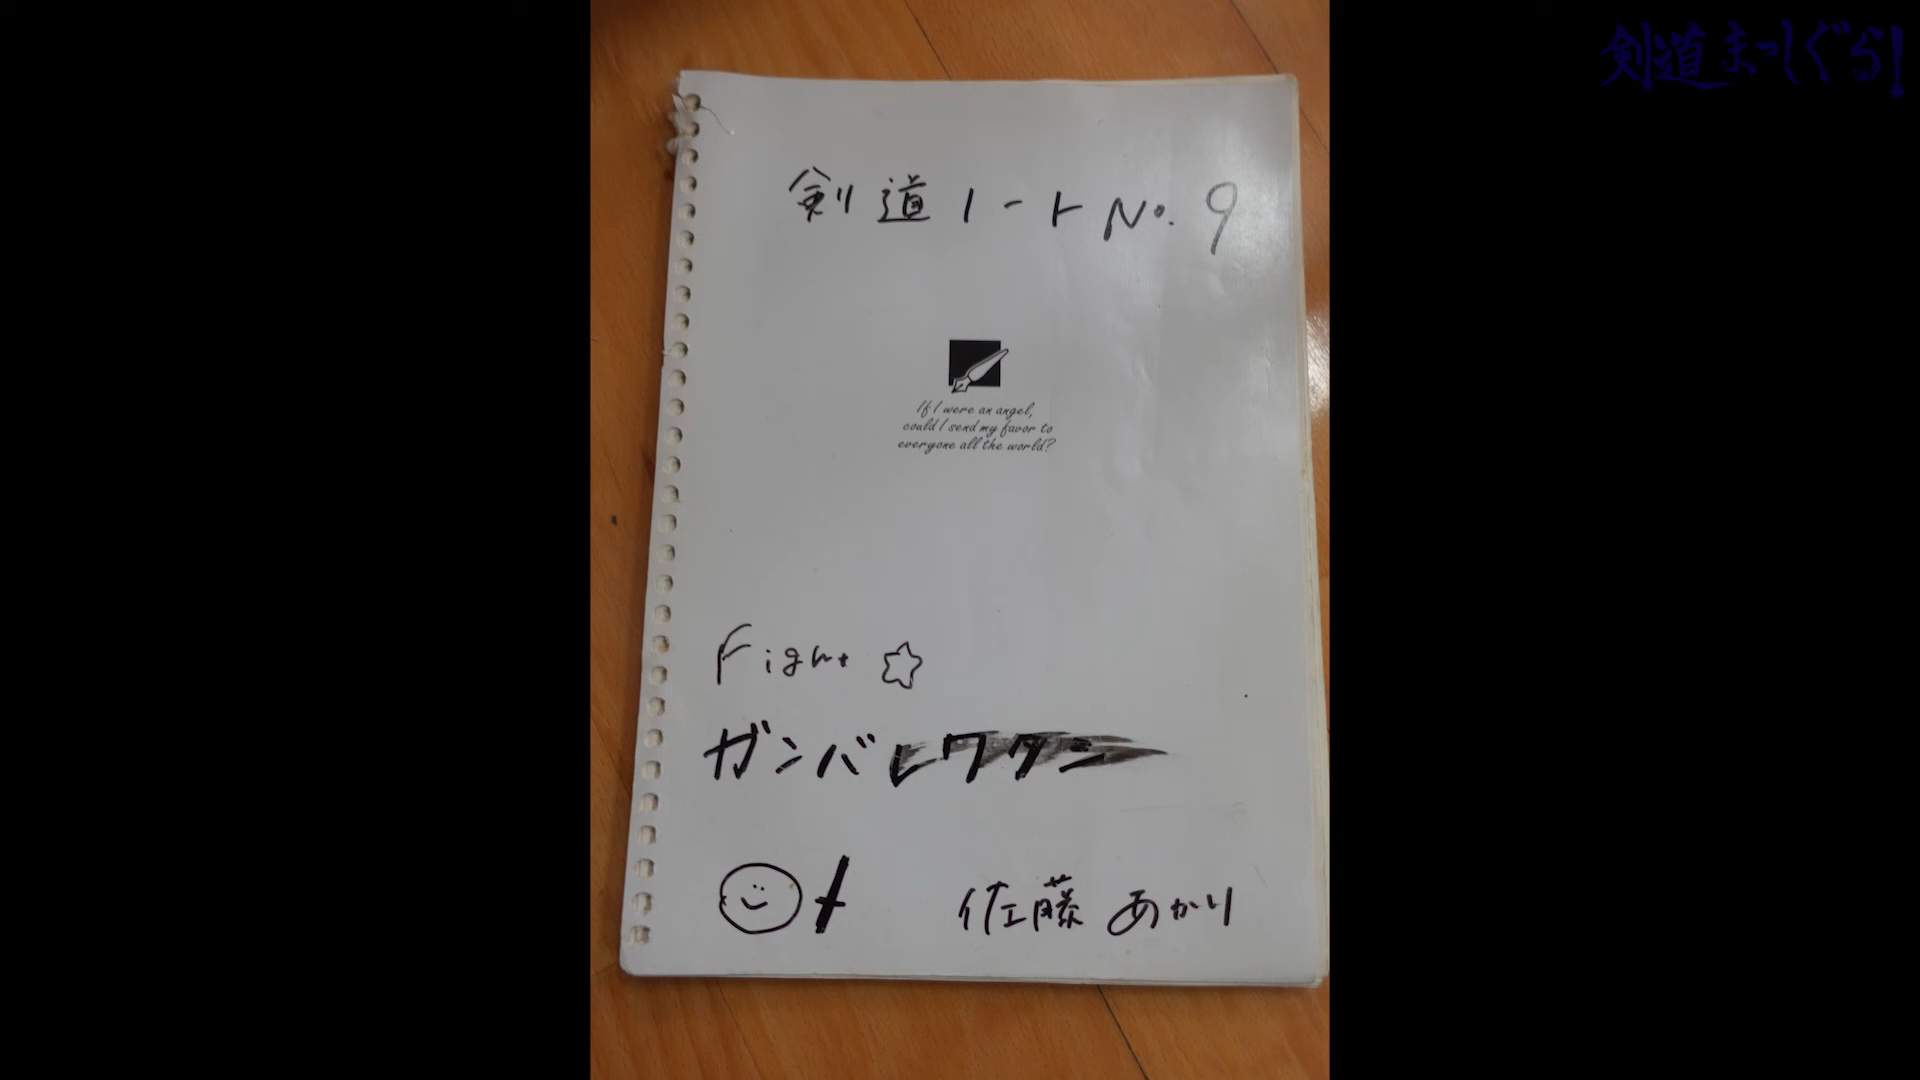 剣道まっしぐら!
剣道ノート No. 9
If I were an angel,
could I send my favor to
everyone all the world?
Fight ☆
ガンバレワタシ
佐藤 あかり